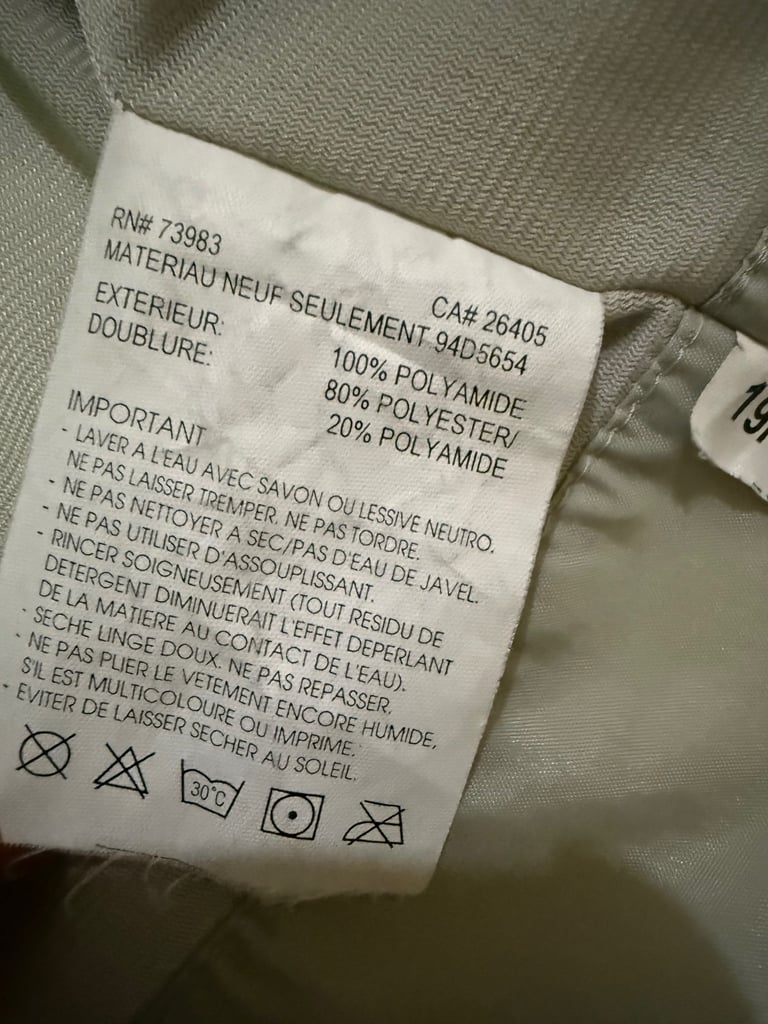 RN# 73983
CA# 26405
MATERIAU NEUF SEULEMENT 94D5654
EXTERIEUR: 100% POLYAMIDE
DOUBLURE: 80% POLYESTER/
20% POLYAMIDE
IMPORTANT
- LAVER A L'EAU AVEC SAVON OU LESSIVE NEUTRO.
NE PAS LAISSER TREMPER. NE PAS TORDRE.
- NE PAS NETTOYER A SEC/PAS D'EAU DE JAVEL.
- NE PAS UTILISER D'ASSOUPLISSANT.
- RINCER SOIGNEUSEMENT (TOUT RESIDU DE
DETERGENT DIMINUERAIT L'EFFET DEPERLANT
DE LA MATIERE AU CONTACT DE L'EAU).
- SECHE LINGE DOUX. NE PAS REPASSER.
- NE PAS PLIER LE VETEMENT ENCORE HUMIDE,
S'IL EST MULTICOLOURE OU IMPRIME.
- EVITER DE LAISSER SECHER AU SOLEIL.
30°C